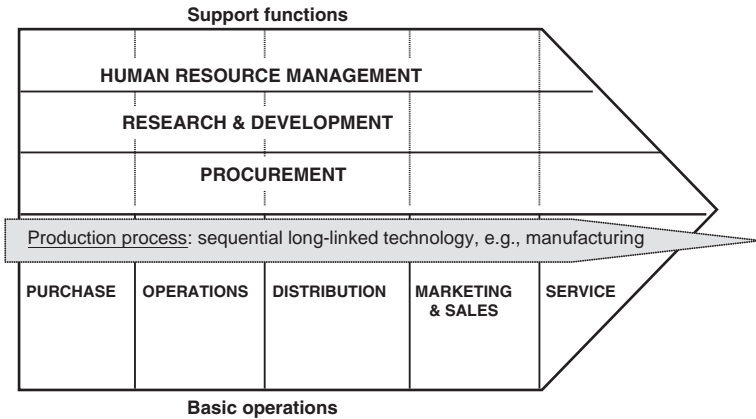 Support functions
HUMAN RESOURCE MANAGEMENT
RESEARCH & DEVELOPMENT
PROCUREMENT
Production process: sequential long-linked technology, e.g., manufacturing
PURCHASE
OPERATIONS
DISTRIBUTION
MARKETING
& SALES
SERVICE
Basic operations